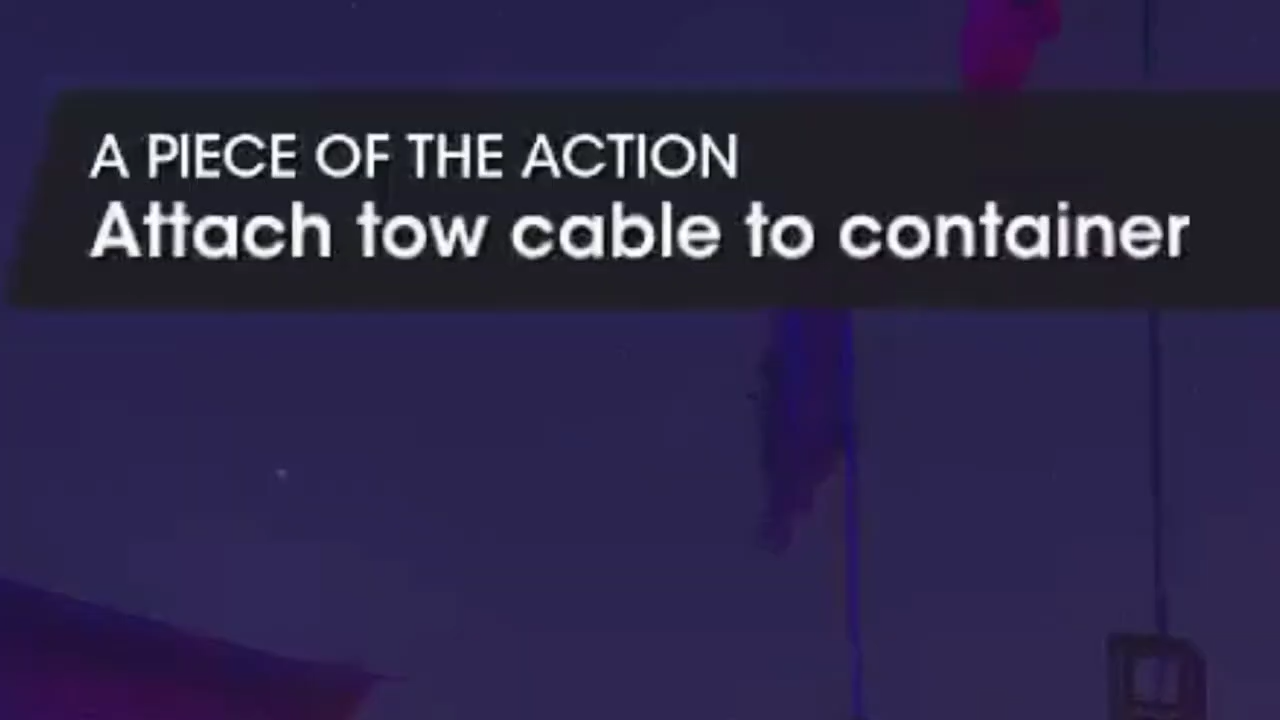 A PIECE OF THE ACTION
Attach tow cable to container